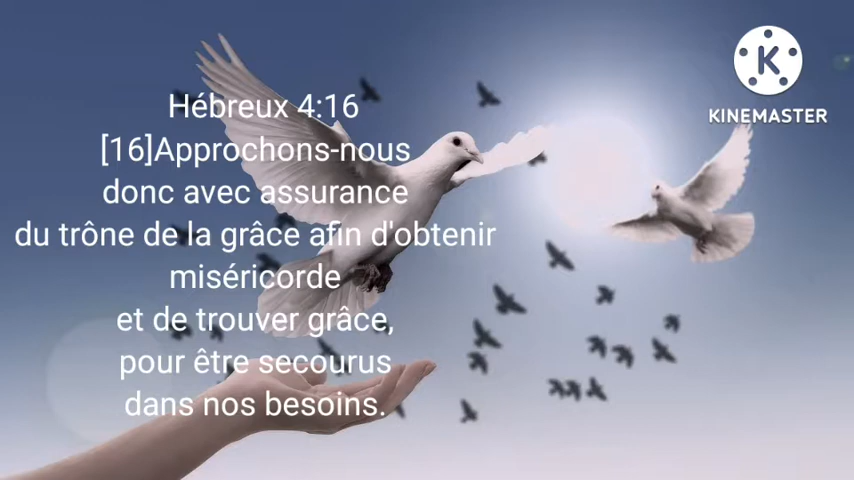 KINEMASTER
Hébreux 4:16
[16]Approchons-nous
donc avec assurance
du trône de la grâce afin d'obtenir
miséricorde
et de trouver grâce,
pour être secourus
dans nos besoins.